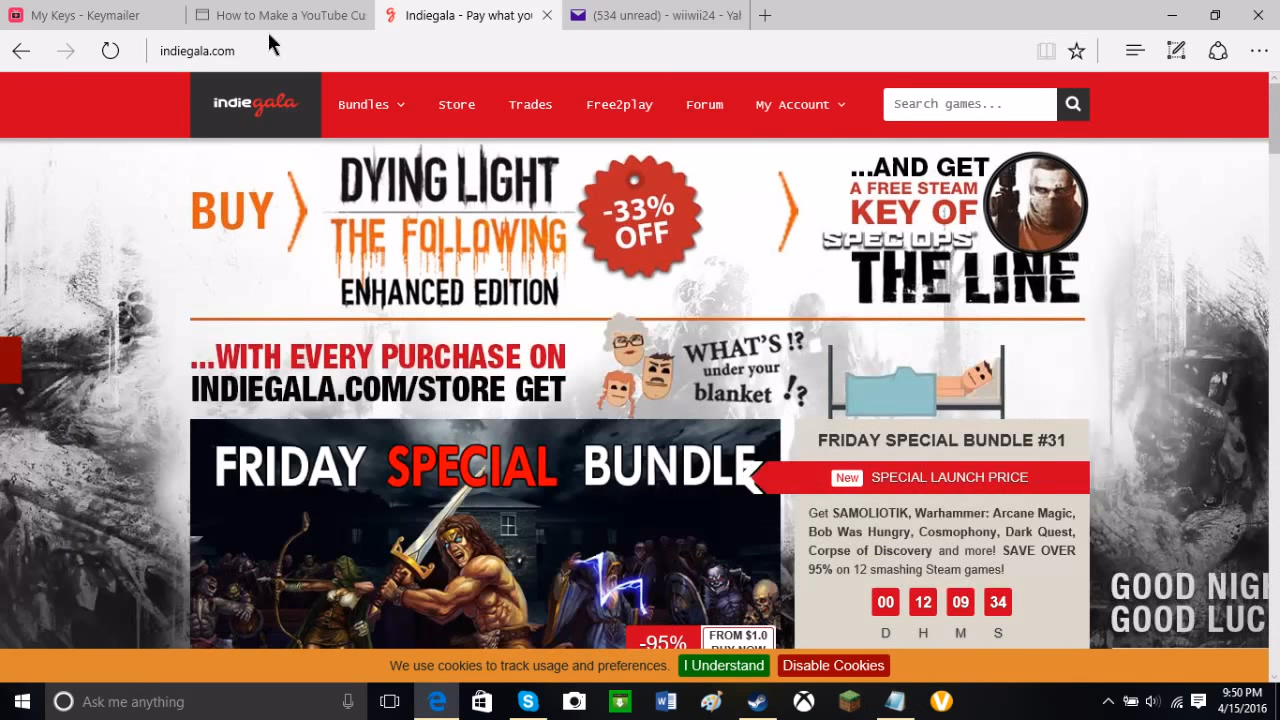 My Keys - Keymailer
How to Make a YouTube Cu
Indiegala - Pay what you
(534 unread) - wiiwii24 - Yal
indiegala.com
indiegala
Bundles
Store
Trades
Free2play
Forum
My Account
Search games...
BUY
DYING LIGHT
THE FOLLOWING
ENHANCED EDITION
-33%
OFF
...AND GET
A FREE STEAM
KEY OF
SPEC OPS
THE LINE
...WITH EVERY PURCHASE ON
INDIEGALA.COM/STORE GET
WHAT'S !?
under your
blanket !?
FRIDAY SPECIAL BUNDLE
-95%
FROM $1.0
BUY NOW
FRIDAY SPECIAL BUNDLE #31
New SPECIAL LAUNCH PRICE
Get SAMOLIOTIK, Warhammer: Arcane Magic,
Bob Was Hungry, Cosmophony, Dark Quest,
Corpse of Discovery and more! SAVE OVER
95% on 12 smashing Steam games!
00 12 09 34
D H M S
GOOD NIG
GOOD LUC
We use cookies to track usage and preferences. I Understand Disable Cookies
Ask me anything
9:50 PM
4/15/2016